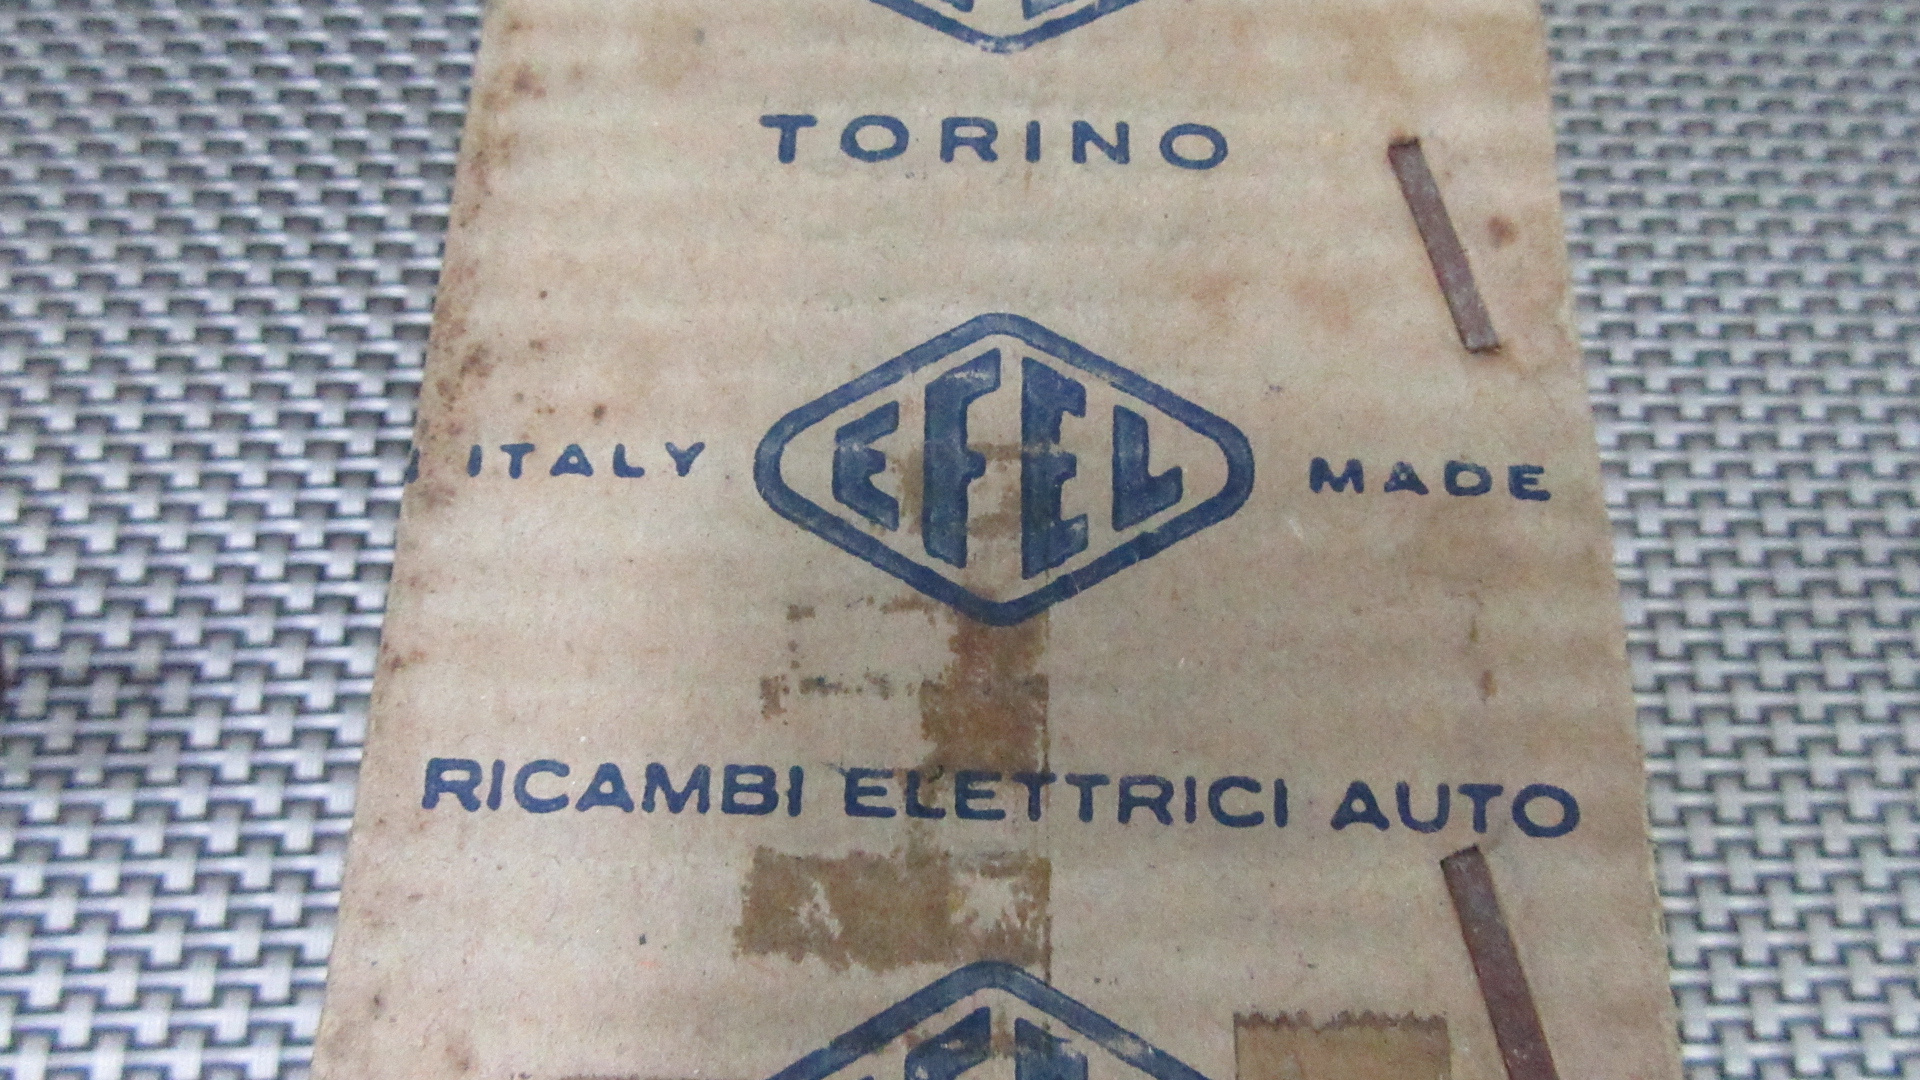 TORINO
ITALY EFEL MADE
RICAMBI ELETTRICI AUTO